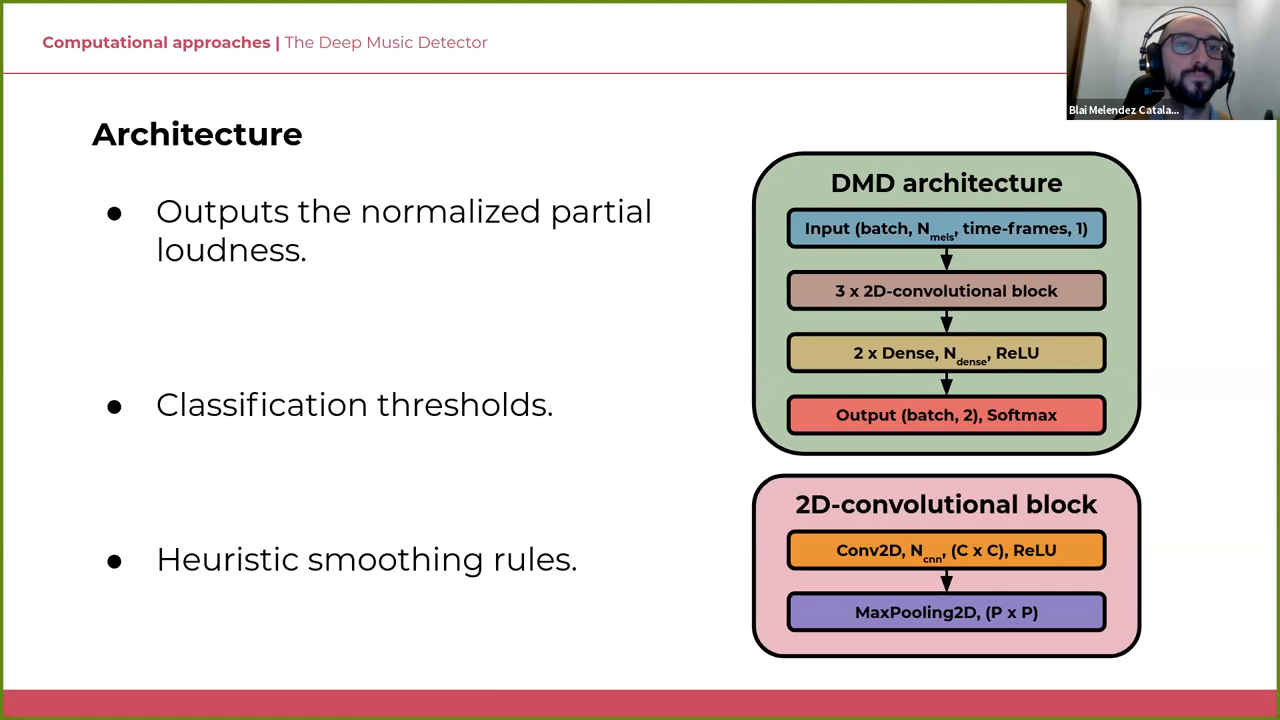 Computational approaches | The Deep Music Detector
Blai Melendez Catala...
Architecture
● Outputs the normalized partial
loudness.
● Classification thresholds.
● Heuristic smoothing rules.
DMD architecture
Input (batch, Nmels, time-frames, 1)
3 x 2D-convolutional block
2 x Dense, Ndense, ReLU
Output (batch, 2), Softmax
2D-convolutional block
Conv2D, Ncnn, (C x C), ReLU
MaxPooling2D, (P x P)